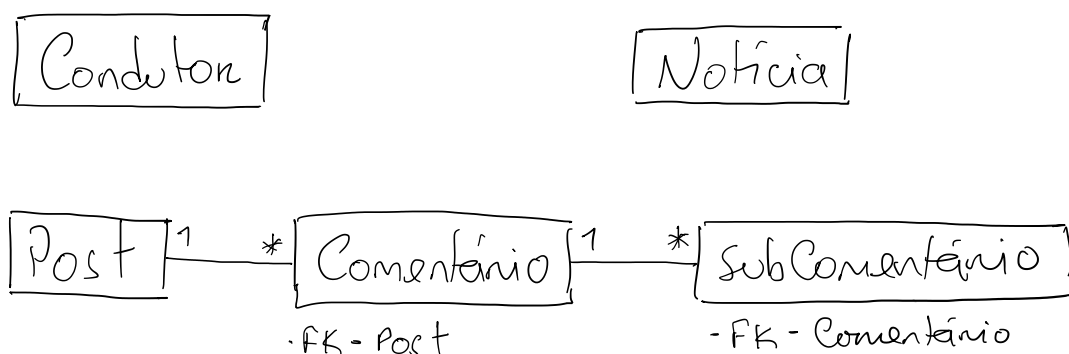 Condutor
Notícia
Post
1
*
Comentário
1
*
SubComentário
-FK - Post
- FK - Comentário